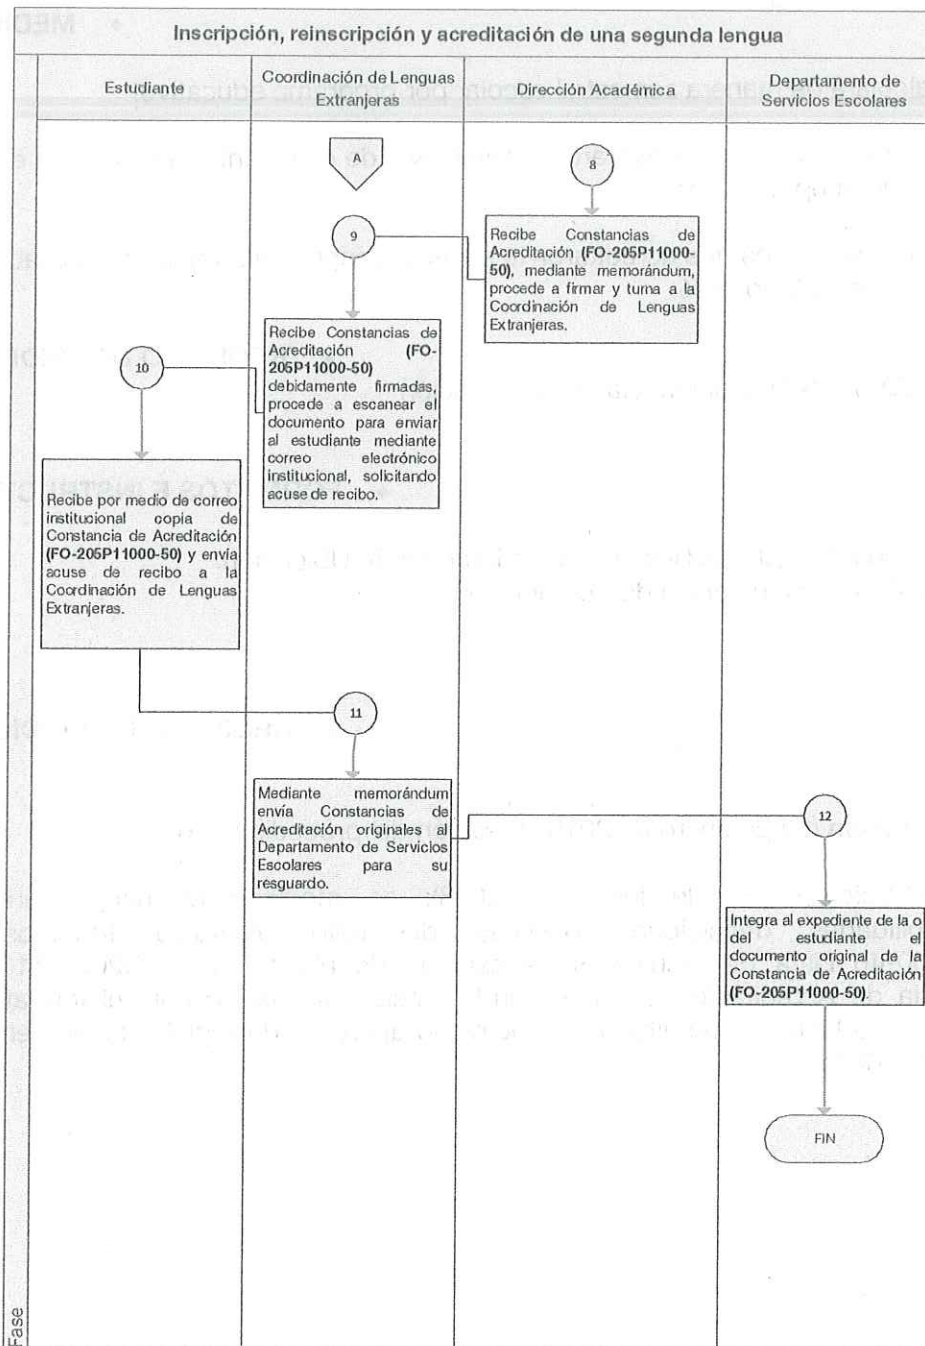 Inscripción, reinscripción y acreditación de una segunda lengua
Estudiante
Coordinación de Lenguas
Extranjeras
Dirección Académica
Departamento de
Servicios Escolares
A
8
Recibe Constancias de
Acreditación (FO-205P11000-
50), mediante memorándum,
procede a firmar y turna a la
Coordinación de Lenguas
Extranjeras.
9
Recibe Constancias de
Acreditación (FO-
205P11000-50)
debidamente firmadas,
procede a escanear el
documento para enviar
al estudiante mediante
correo electrónico
institucional, solicitando
acuse de recibo.
10
Recibe por medio de correo
institucional copia de
Constancia de Acreditación
(FO-205P11000-50) y envía
acuse de recibo a la
Coordinación de Lenguas
Extranjeras.
11
Mediante memorándum
envía Constancias de
Acreditación originales al
Departamento de Servicios
Escolares para su
resguardo.
12
Integra al expediente de la o
del estudiante el
documento original de la
Constancia de Acreditación
(FO-205P11000-50).
FIN
Fase